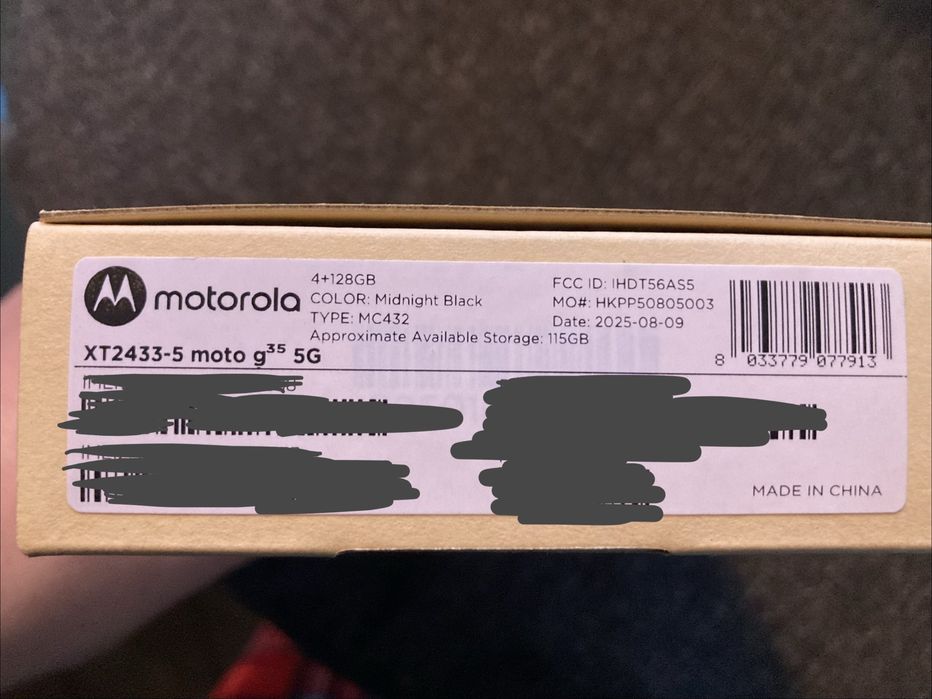 motorola
XT2433-5 moto g35 5G
4+128GB
COLOR: Midnight Black
TYPE: MC432
Approximate Available Storage: 115GB
FCC ID: IHDT56AS5
MO#: HKPP50805003
Date: 2025-08-09
8 033779 077913
MADE IN CHINA